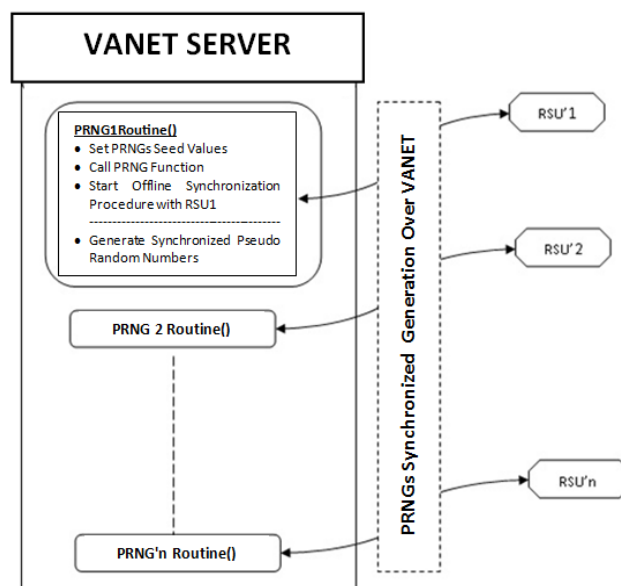 VANET SERVER
PRNG1Routine()
● Set PRNGs Seed Values
● Call PRNG Function
● Start Offline Synchronization
Procedure with RSU1
● Generate Synchronized Pseudo
Random Numbers
PRNG 2 Routine()
PRNG'n Routine()
PRNGs Synchronized Generation Over VANET
RSU'1
RSU'2
RSU'n